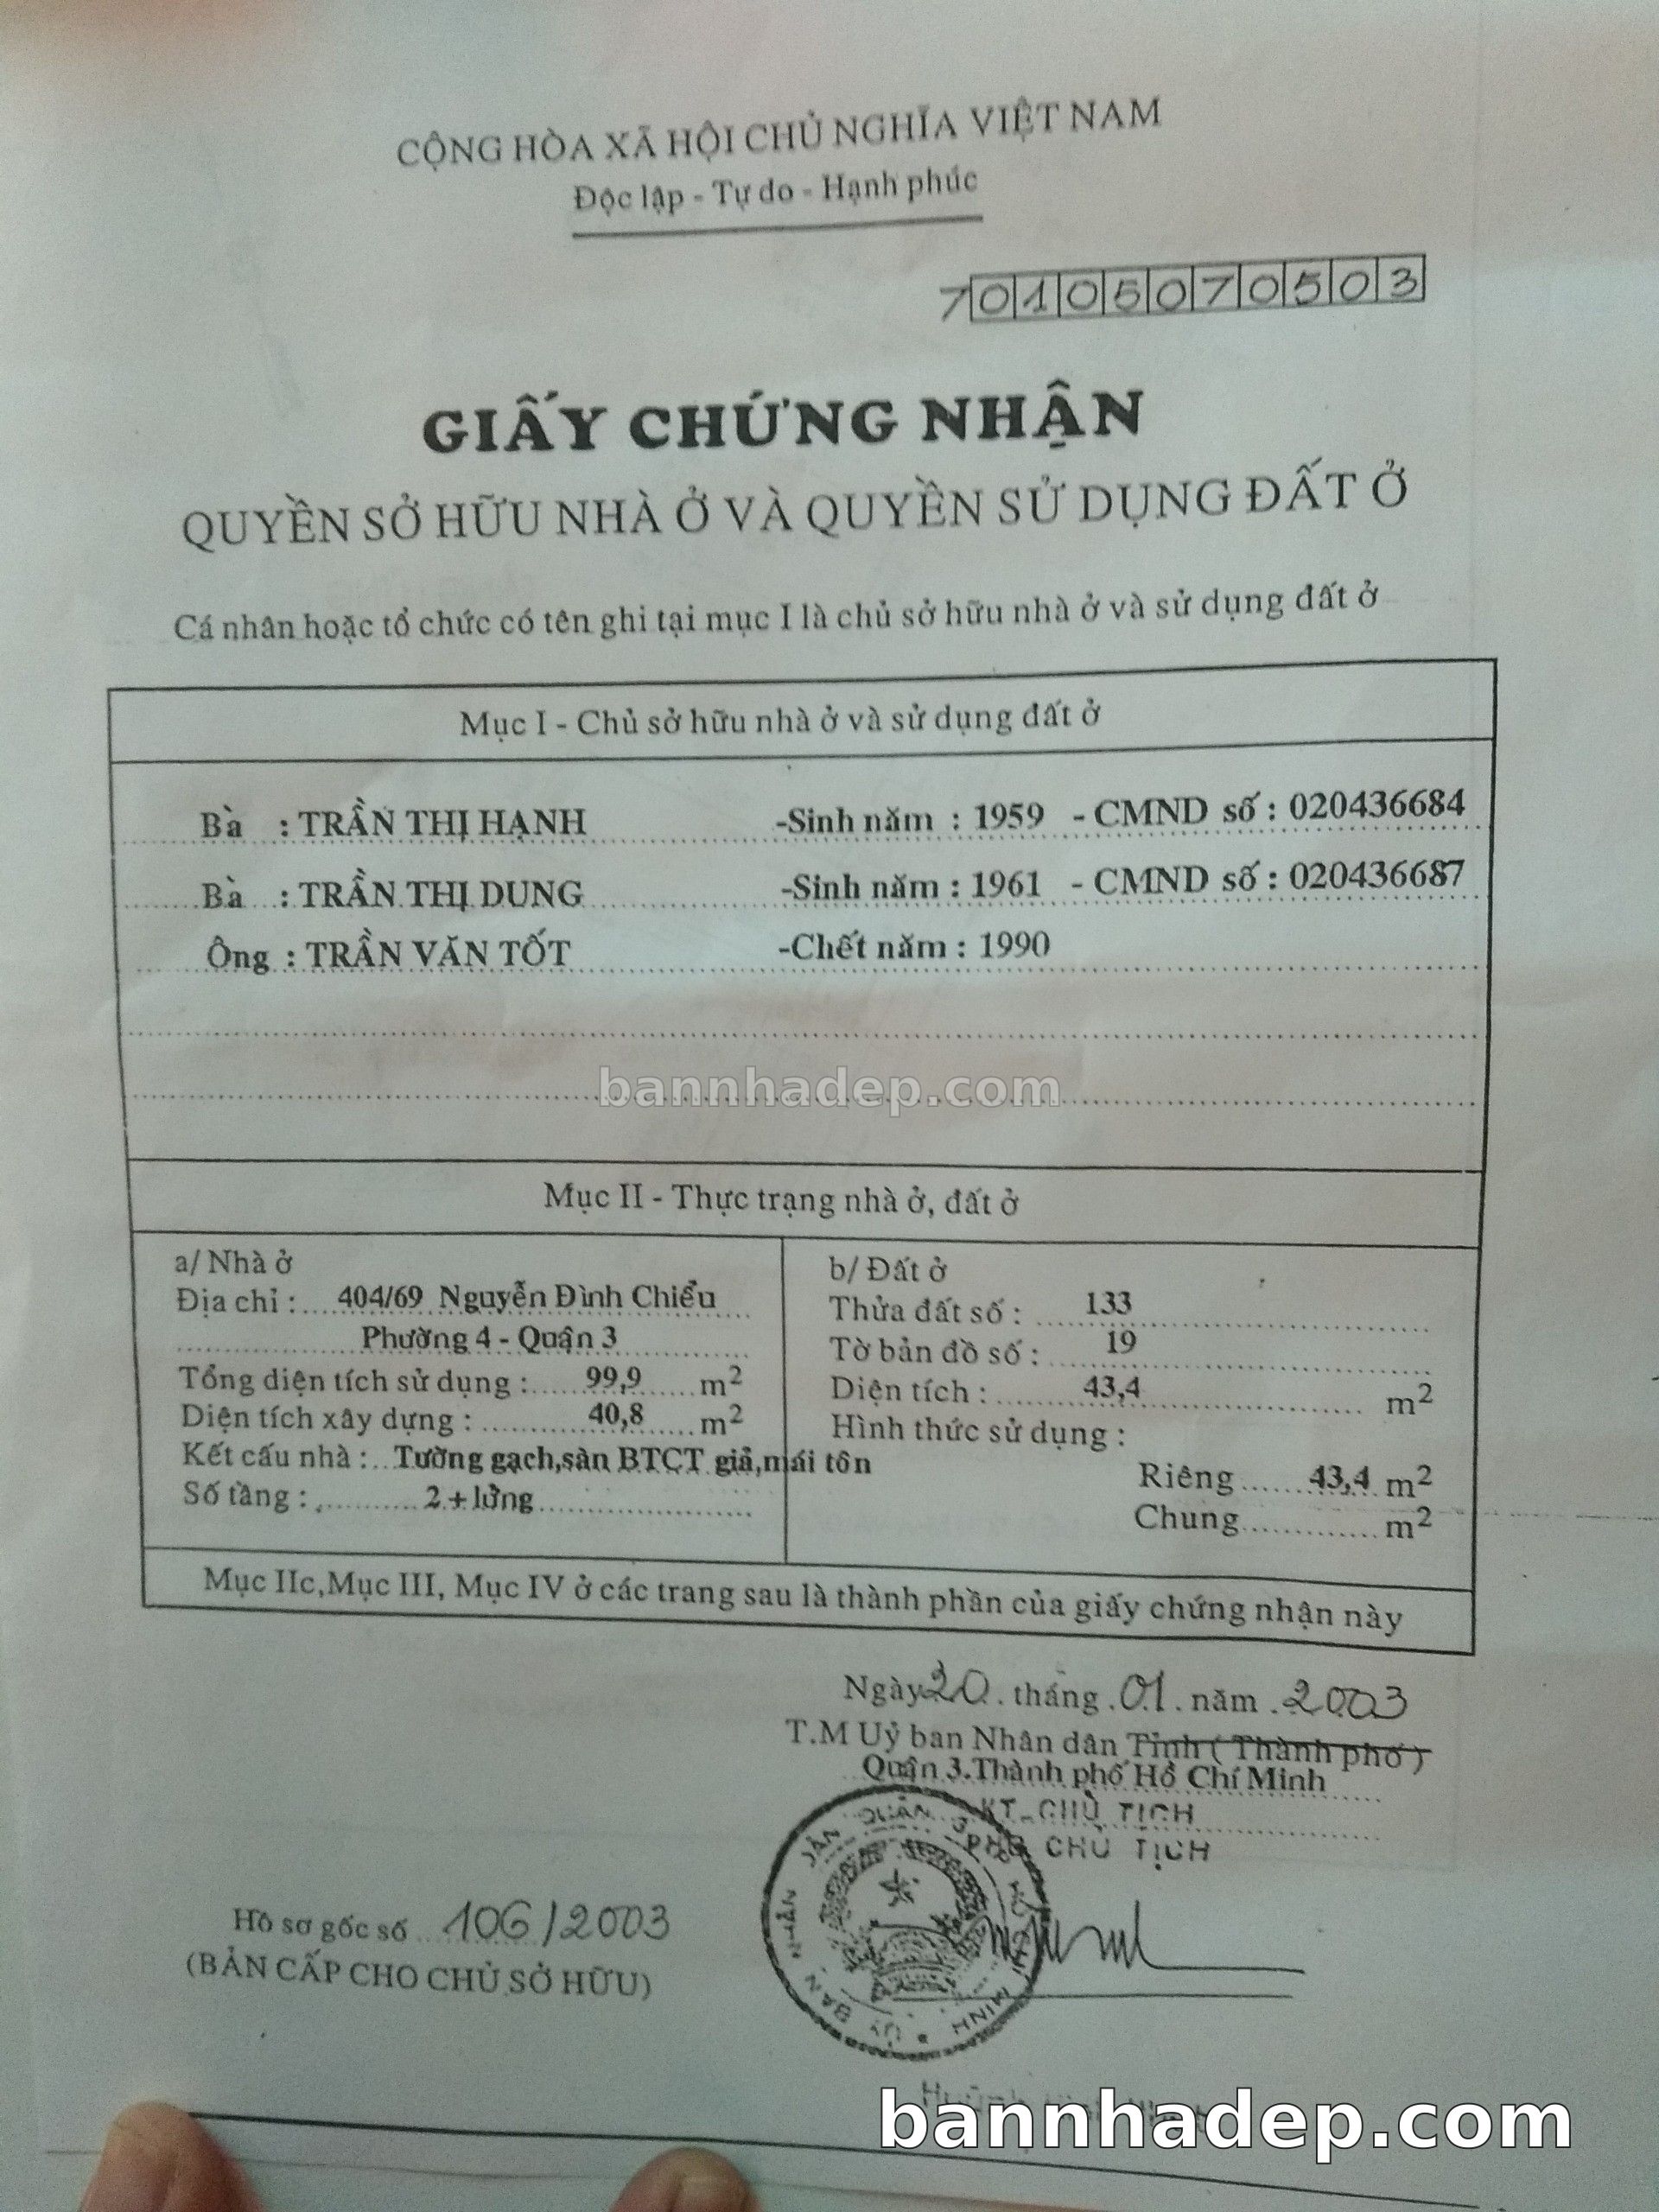 CỘNG HÒA XÃ HỘI CHỦ NGHĨA VIỆT NAM
Độc lập - Tự do - Hạnh phúc
70105070503
GIẤY CHỨNG NHẬN
QUYỀN SỞ HỮU NHÀ Ở VÀ QUYỀN SỬ DỤNG ĐẤT Ở
Cá nhân hoặc tổ chức có tên ghi tại mục I là chủ sở hữu nhà ở và sử dụng đất ở
Mục I - Chủ sở hữu nhà ở và sử dụng đất ở
Bà : TRẦN THỊ HẠNH -Sinh năm : 1959 - CMND số : 020436684
Bà : TRẦN THỊ DUNG -Sinh năm : 1961 - CMND số : 020436687
Ông : TRẦN VĂN TỐT -Chết năm : 1990
bannhadep.com
Mục II - Thực trạng nhà ở, đất ở
a/ Nhà ở
Địa chỉ : 404/69 Nguyễn Đình Chiểu
Phường 4 - Quận 3
Tổng diện tích sử dụng : 99,9 m2
Diện tích xây dựng : 40,8 m2
Kết cấu nhà : Tường gạch,sàn BTCT giả,mái tôn
Số tầng : 2 + lửng
b/ Đất ở
Thửa đất số : 133
Tờ bản đồ số : 19
Diện tích : 43,4 m2
Hình thức sử dụng :
Riêng 43,4 m2
Chung m2
Mục IIc,Mục III, Mục IV ở các trang sau là thành phần của giấy chứng nhận này
Ngày 20 tháng 01 năm 2003
T.M Uỷ ban Nhân dân Tỉnh ( Thành phố )
Quận 3.Thành phố Hồ Chí Minh
KT_CHỦ TỊCH
PHÓ CHỦ TỊCH
ỦY BAN NHÂN DÂN QUẬN 3 MINH
Hồ sơ gốc số 106/2003
(BẢN CẤP CHO CHỦ SỞ HỮU)
bannhadep.com